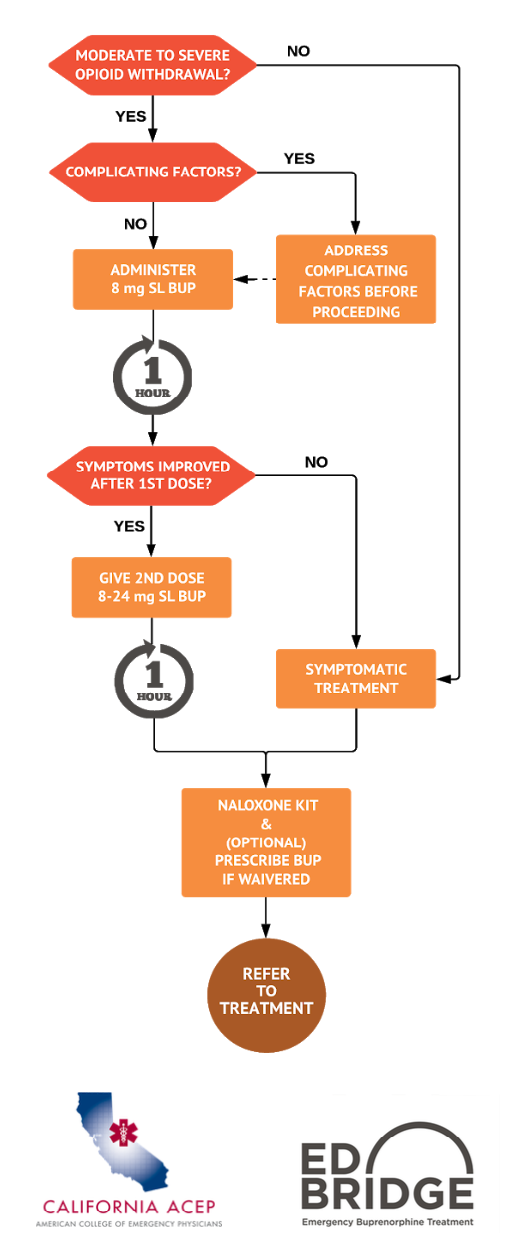 MODERATE TO SEVERE
OPIOID WITHDRAWAL?
NO
YES
COMPLICATING FACTORS?
YES
NO
ADMINISTER
8 mg SL BUP
ADDRESS
COMPLICATING
FACTORS BEFORE
PROCEEDING
1
HOUR
SYMPTOMS IMPROVED
AFTER 1ST DOSE?
NO
YES
GIVE 2ND DOSE
8-24 mg SL BUP
1
HOUR
SYMPTOMATIC
TREATMENT
NALOXONE KIT
&
(OPTIONAL)
PRESCRIBE BUP
IF WAIVERED
REFER
TO
TREATMENT
CALIFORNIA ACEP
AMERICAN COLLEGE OF EMERGENCY PHYSICIANS
ED
BRIDGE
Emergency Buprenorphine Treatment